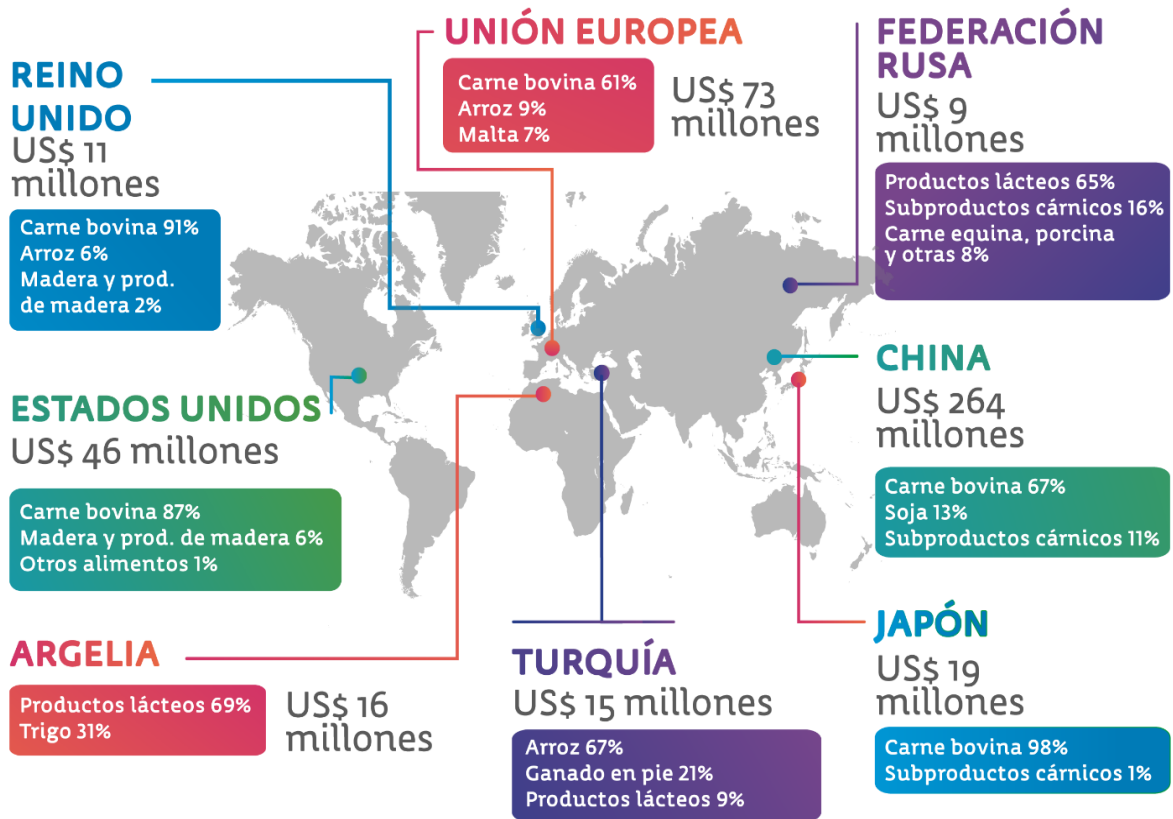 UNIÓN EUROPEA
Carne bovina 61%
Arroz 9%
Malta 7%
US$ 73
millones
FEDERACIÓN
RUSA
US$ 9
millones
Productos lácteos 65%
Subproductos cárnicos 16%
Carne equina, porcina
y otras 8%
REINO
UNIDO
US$ 11
millones
Carne bovina 91%
Arroz 6%
Madera y prod.
de madera 2%
ESTADOS UNIDOS
US$ 46 millones
Carne bovina 87%
Madera y prod. de madera 6%
Otros alimentos 1%
CHINA
US$ 264
millones
Carne bovina 67%
Soja 13%
Subproductos cárnicos 11%
ARGELIA
Productos lácteos 69%
Trigo 31%
US$ 16
millones
TURQUÍA
US$ 15 millones
Arroz 67%
Ganado en pie 21%
Productos lácteos 9%
JAPÓN
US$ 19
millones
Carne bovina 98%
Subproductos cárnicos 1%